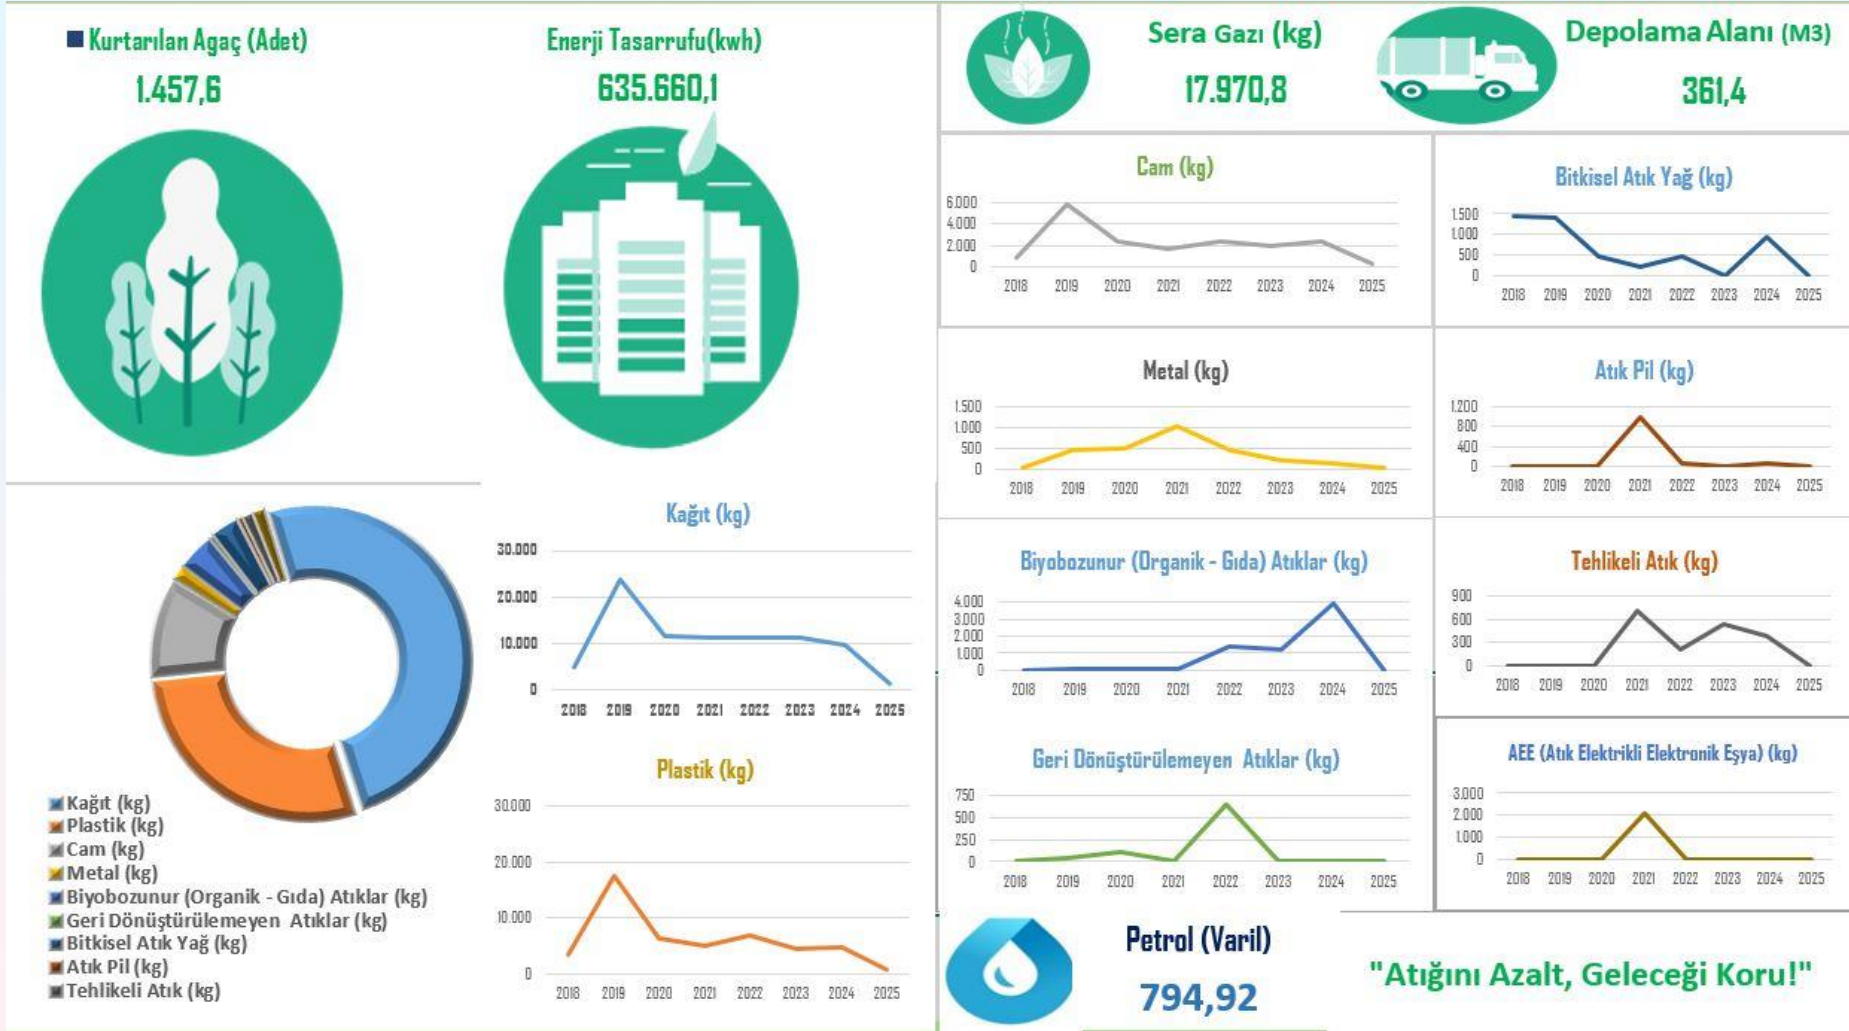 Kurtarılan Agaç (Adet)
1.457,6
Enerji Tasarrufu(kwh)
635.660,1
Sera Gazı (kg)
17.970,8
Depolama Alanı (M3)
361,4
Cam (kg)
6.000
4.000
2.000
0
2018 2019 2020 2021 2022 2023 2024 2025
Bitkisel Atık Yağ (kg)
1.500
1.000
500
0
2018 2019 2020 2021 2022 2023 2024 2025
Metal (kg)
1.500
1.000
500
0
2018 2019 2020 2021 2022 2023 2024 2025
Atık Pil (kg)
1.200
800
400
0
2018 2019 2020 2021 2022 2023 2024 2025
Kağıt (kg)
30.000
20.000
10.000
0
2018 2019 2020 2021 2022 2023 2024 2025
Biyobozunur (Organik - Gıda) Atıklar (kg)
4.000
3.000
2.000
1.000
0
2018 2019 2020 2021 2022 2023 2024 2025
Tehlikeli Atık (kg)
900
600
300
0
2018 2019 2020 2021 2022 2023 2024 2025
Kağıt (kg)
Plastik (kg)
Cam (kg)
Metal (kg)
Biyobozunur (Organik - Gıda) Atıklar (kg)
Geri Dönüştürülemeyen Atıklar (kg)
Bitkisel Atık Yağ (kg)
Atık Pil (kg)
Tehlikeli Atık (kg)
Plastik (kg)
30.000
20.000
10.000
0
2018 2019 2020 2021 2022 2023 2024 2025
Geri Dönüştürülemeyen Atıklar (kg)
750
500
250
0
2018 2019 2020 2021 2022 2023 2024 2025
AEE (Atık Elektrikli Elektronik Eşya) (kg)
3.000
2.000
1.000
0
2018 2019 2020 2021 2022 2023 2024 2025
Petrol (Varil)
794,92
"Atığını Azalt, Geleceği Koru!"